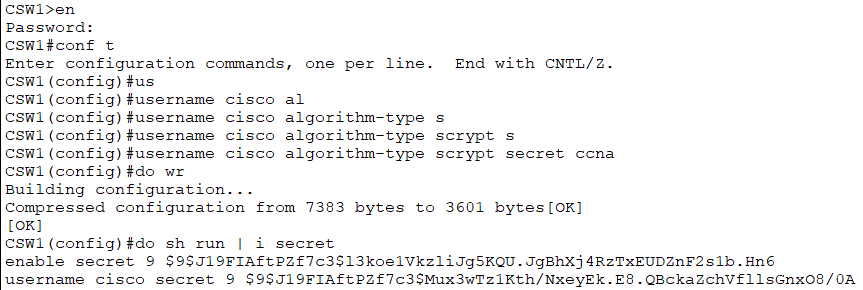 CSW1>en
Password:
CSW1#conf t
Enter configuration commands, one per line.  End with CNTL/Z.
CSW1(config)#us
CSW1(config)#username cisco al
CSW1(config)#username cisco algorithm-type s
CSW1(config)#username cisco algorithm-type scrypt s
CSW1(config)#username cisco algorithm-type scrypt secret ccna
CSW1(config)#do wr
Building configuration...
Compressed configuration from 7383 bytes to 3601 bytes[OK]
[OK]
CSW1(config)#do sh run | i secret
enable secret 9 $9$J19FIAftPZf7c3$l3koe1VkzliJg5KQU.JgBhXj4RzTxEUDZnF2s1b.Hn6
username cisco secret 9 $9$J19FIAftPZf7c3$Mux3wTz1Kth/NxeyEk.E8.QBckaZchVfllsGnxO8/0A